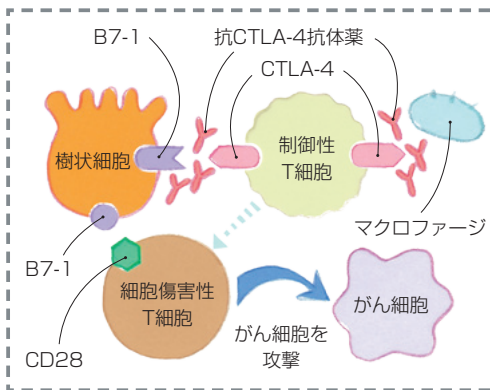 B7-1
抗CTLA-4抗体薬
CTLA-4
樹状細胞
制御性
T細胞
マクロファージ
B7-1
細胞傷害性
T細胞
がん細胞
がん細胞を
攻撃
CD28